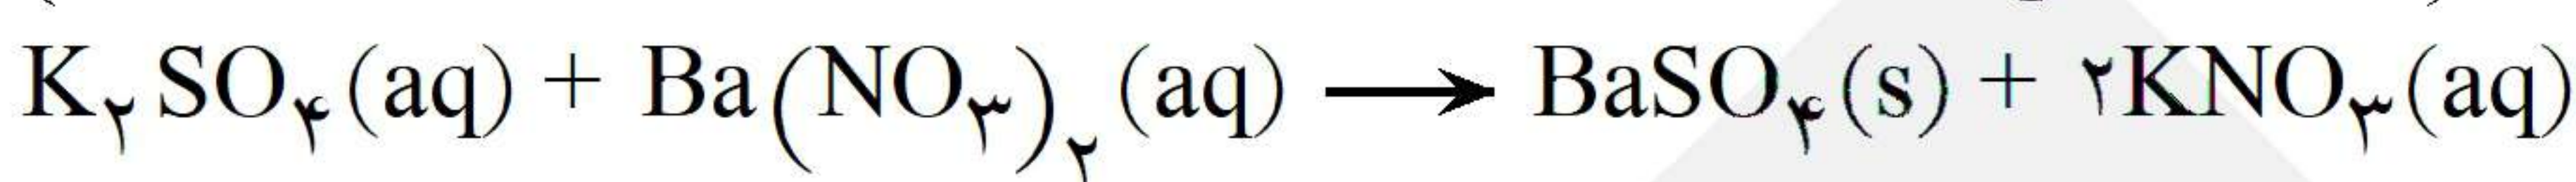 K۲SO۴(aq) + Ba(NO۳)۲(aq) ⟶ BaSO۴(s) + ۲KNO۳(aq)